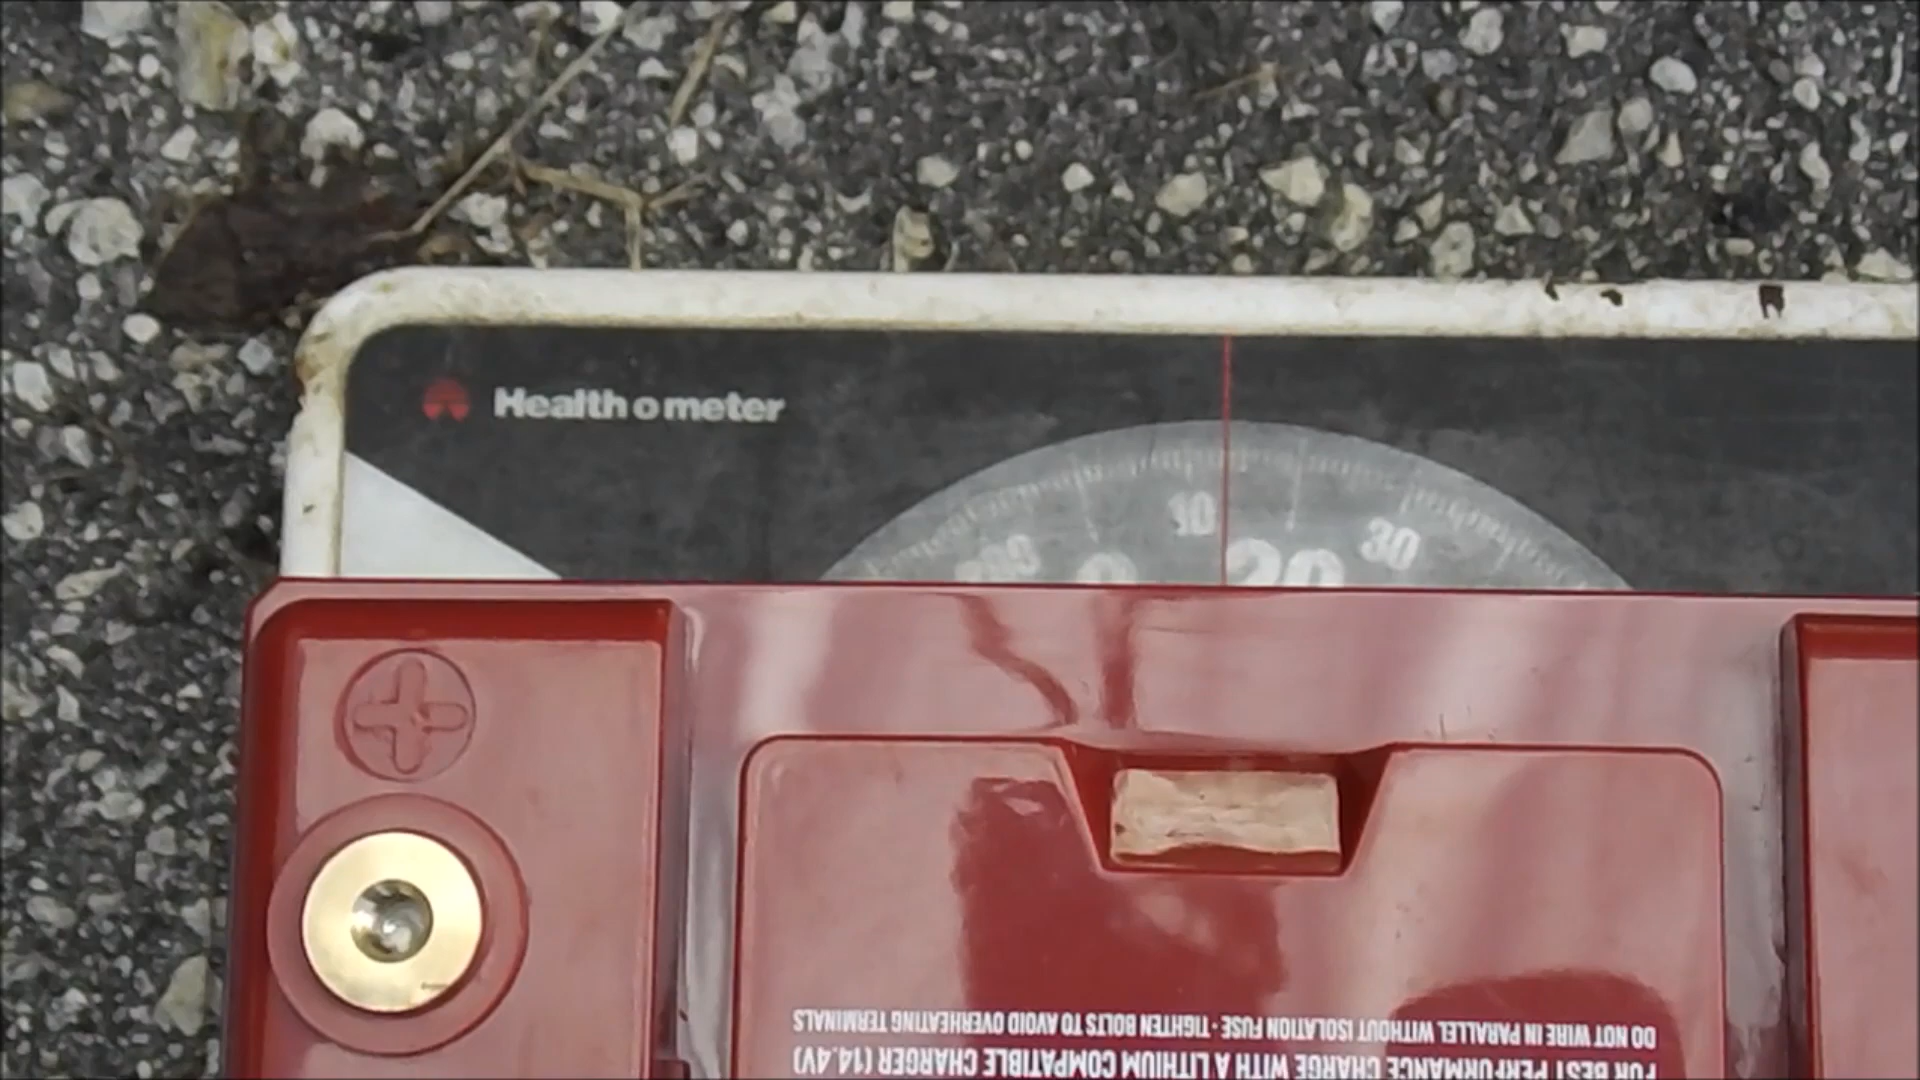 Health o meter
10
20
30
FOR BEST PERFORMANCE CHARGE WITH A LITHIUM COMPATIBLE CHARGER (14.4V)
DO NOT WIRE IN PARALLEL WITHOUT ISOLATION FUSE • TIGHTEN BOLTS TO AVOID OVERHEATING TERMINALS